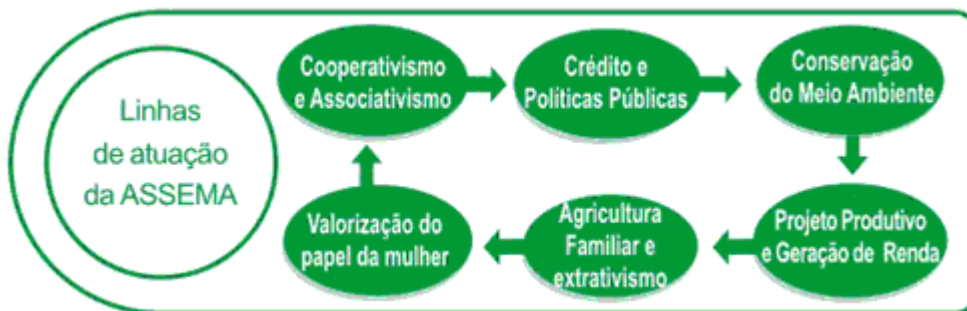 Linhas
de atuação
da ASSEMA
Cooperativismo
e Associativismo
Crédito e
Políticas Públicas
Conservação
do Meio Ambiente
Projeto Produtivo
e Geração de Renda
Agricultura
Familiar e
extrativismo
Valorização do
papel da mulher